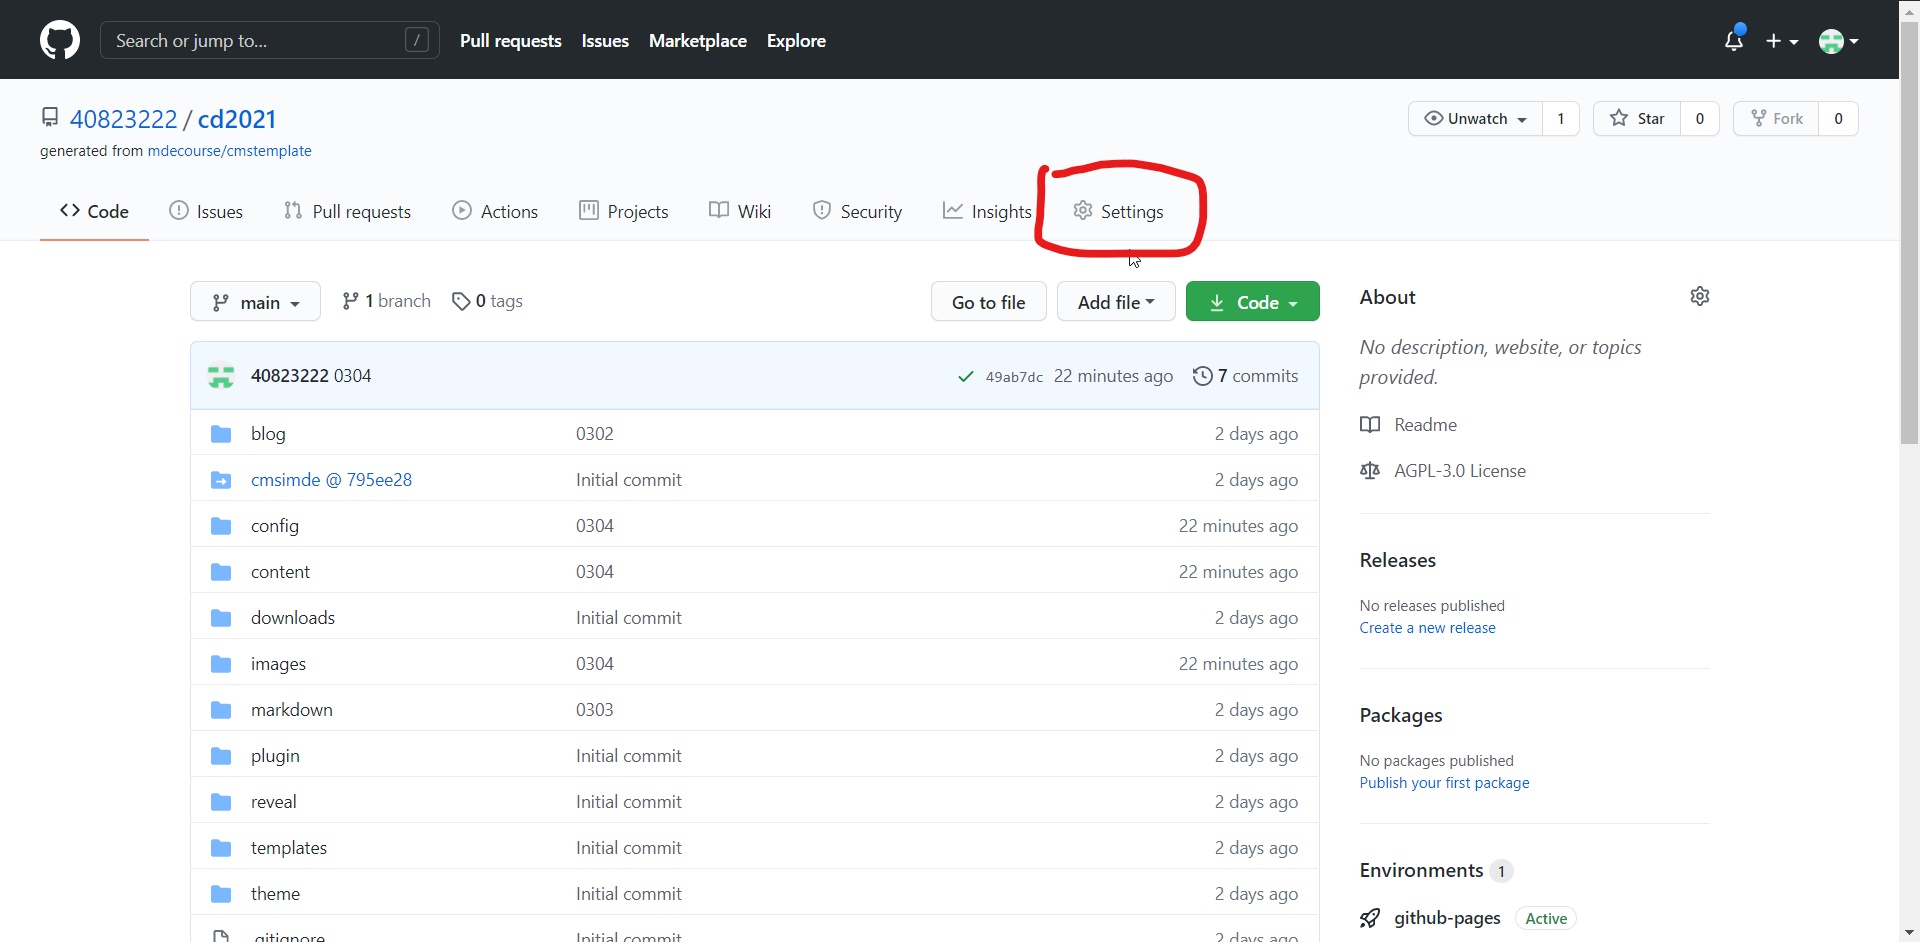 Search or jump to... /
Pull requests Issues Marketplace Explore
40823222 / cd2021
generated from mdecourse/cmstemplate
Unwatch 1 Star 0 Fork 0
Code Issues Pull requests Actions Projects Wiki Security Insights Settings
main 1 branch 0 tags Go to file Add file Code
40823222 0304 49ab7dc 22 minutes ago 7 commits
blog 0302 2 days ago
cmsimde @ 795ee28 Initial commit 2 days ago
config 0304 22 minutes ago
content 0304 22 minutes ago
downloads Initial commit 2 days ago
images 0304 22 minutes ago
markdown 0303 2 days ago
plugin Initial commit 2 days ago
reveal Initial commit 2 days ago
templates Initial commit 2 days ago
theme Initial commit 2 days ago
.gitignore Initial commit 2 days ago
About
No description, website, or topics
provided.
Readme
AGPL-3.0 License
Releases
No releases published
Create a new release
Packages
No packages published
Publish your first package
Environments 1
github-pages Active